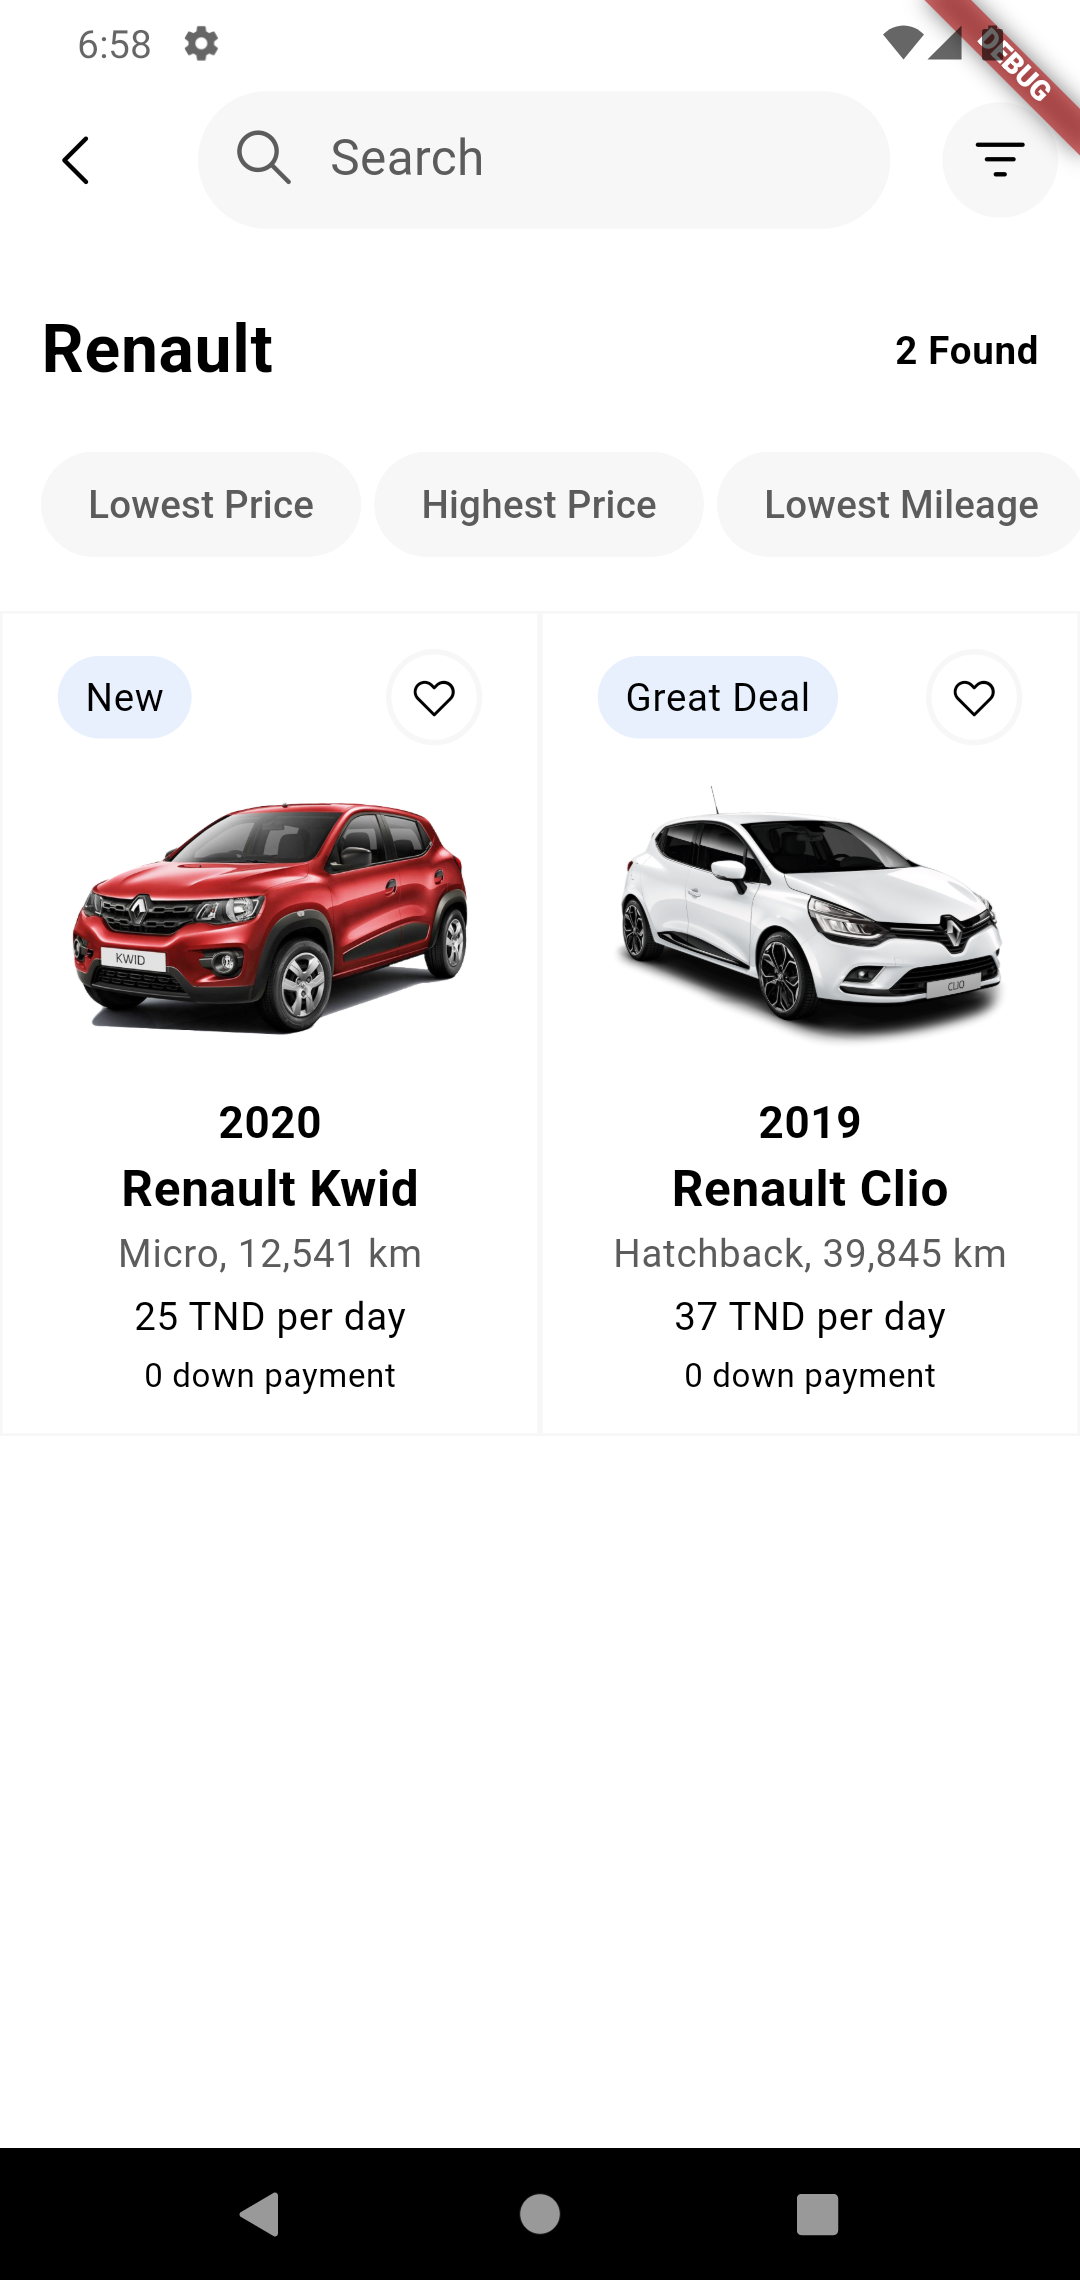 6:58
DEBUG
Search
Renault
2 Found
Lowest Price
Highest Price
Lowest Mileage
New
Great Deal
KWID
CLIO
2020
2019
Renault Kwid
Renault Clio
Micro, 12,541 km
Hatchback, 39,845 km
25 TND per day
37 TND per day
0 down payment
0 down payment